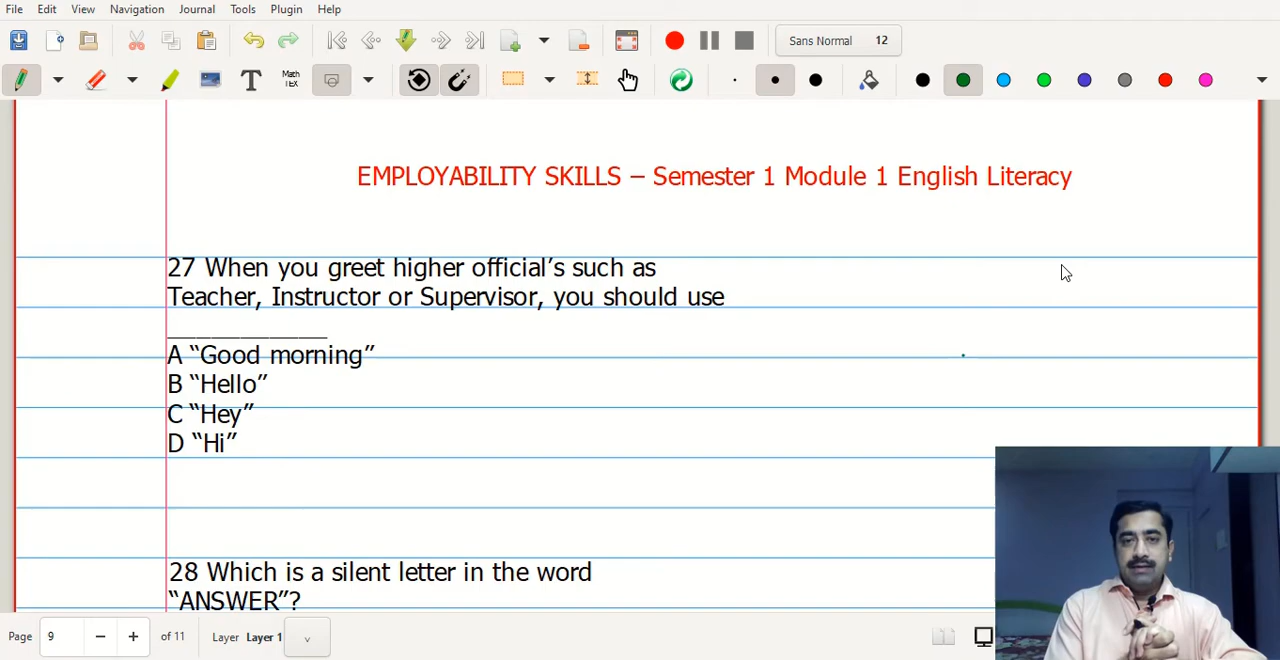 File Edit View Navigation Journal Tools Plugin Help
Sans Normal 12
T Math TEX
EMPLOYABILITY SKILLS – Semester 1 Module 1 English Literacy
27 When you greet higher official’s such as
Teacher, Instructor or Supervisor, you should use
____________
A “Good morning”
B “Hello”
C “Hey”
D “Hi”
28 Which is a silent letter in the word
“ANSWER”?
Page 9 of 11 Layer Layer 1